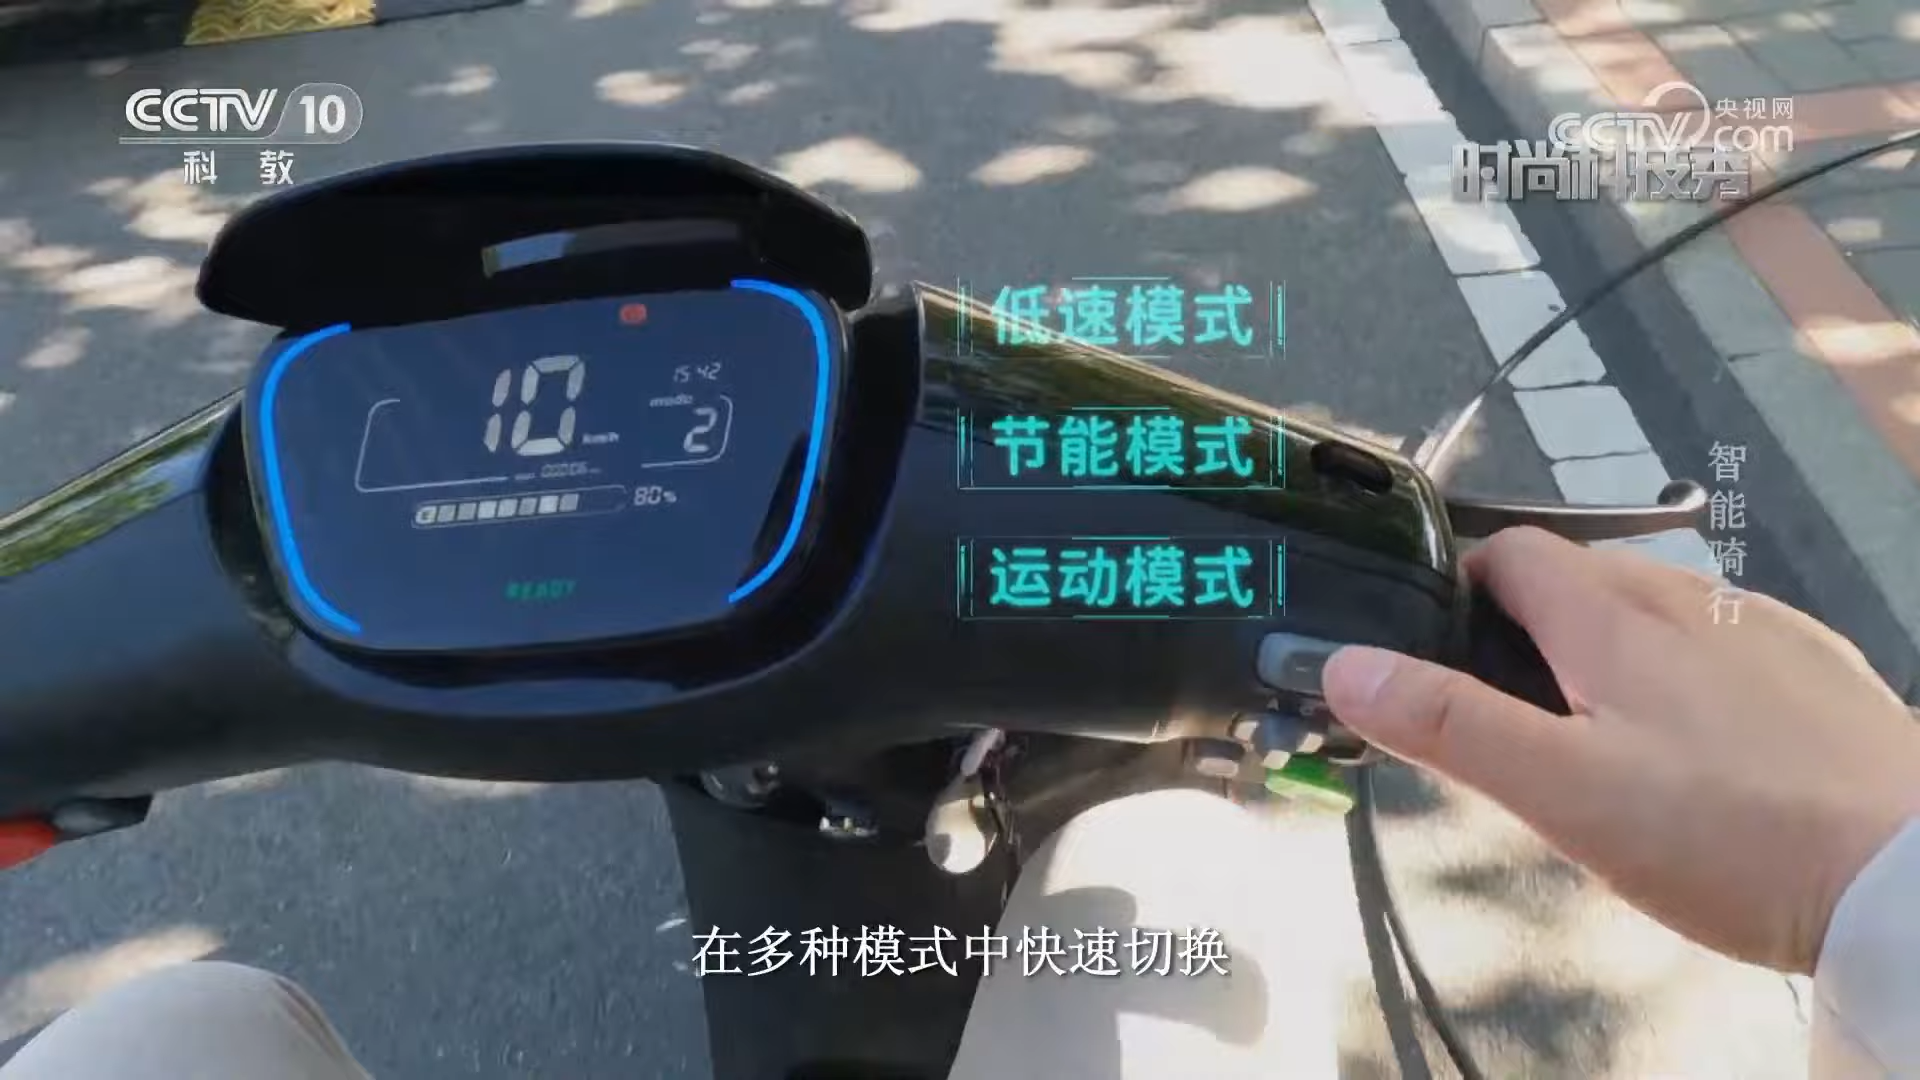 CCTV 10
科 教
央视网
CCTV.com
时尚科技秀
低速模式
节能模式
运动模式
智能骑行
10 km/h
15:42
mode
2
80%
READY
在多种模式中快速切换